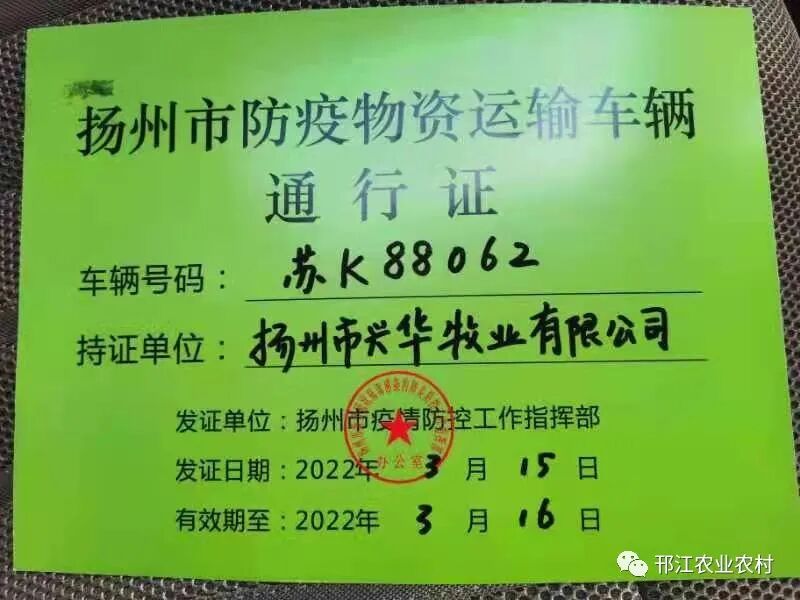 扬州市防疫物资运输车辆
通行证
车辆号码：苏K88062
持证单位：扬州市兴华牧业有限公司
发证单位：扬州市疫情防控工作指挥部
办公室
发证日期：2022年3月15日
有效期至：2022年3月16日
邗江农业农村